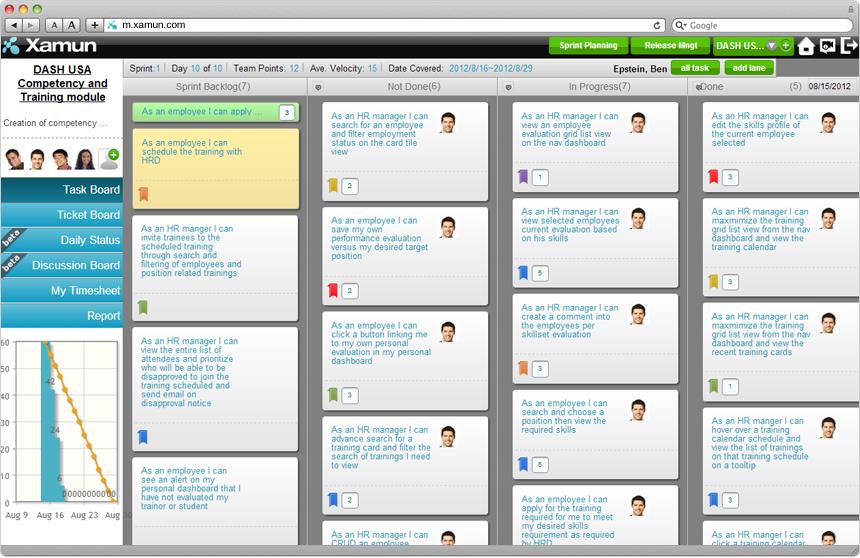 m.xamun.com
Google
A A
Xamun
Sprint Planning
Release Mngt
DASH US...
DASH USA
Competency and
Training module
Creation of competency ...
Sprint:1 Day 10 of 10 Team Points: 12 Ave. Velocity: 15 Date Covered: 2012/8/16~2012/8/29
Epstein, Ben
all task
add lane
Task Board
Ticket Board
beta
Daily Status
beta
Discussion Board
My Timesheet
Report
60
50
40
30
20
10
0
42
24
6
00000000000
Aug 9 Aug 16 Aug 23 Aug 30
Sprint Backlog(7)
As an employee I can apply ...
3
As an employee I can
schedule the training with
HRD
As an HR manger I can
invite trainees to the
scheduled training
through search and
filtering of employees and
position related trainings
As an HR manager I can
view the entire list of
attendees and prioritize
who will be able to be
disapproved to join the
training scheduled and
send email on
disapproval notice
As an employee I can
see an alert on my
personal dashboard that I
have not evaluated my
trainor or student
Not Done(6)
As an HR manager I can
search for an employee
and filter employment
status on the card tile
view
2
As an employee I can
save my own
performance evaluation
versus my desired target
position
2
As an employee I can
click a button linking me
to my own personal
evaluation in my personal
dashboard
3
As an HR manager I can
advance search for a
training card and filter the
search of trainings I need
to view
2
As an HR manager I can
CRUD an employee
In Progress(7)
As an HR manager I can
view an employee
evaluation grid list view
on the nav dashboard
1
As an HR manager I can
view selected employees
current evaluation based
on his skills
5
As an HR manager I can
create a comment into
the employees per
skillset evaluation
3
As an employee I can
search and choose a
position then view the
required skills
5
As an employee I can
apply for the training
required for me to meet
my desired skills
requirement as required
by HRD
Done
(5)
08/15/2012
As an HR manager I can
edit the skills profile of
the current employee
selected
3
As an HR manager I can
maxmimize the training
grid list view from the nav
dashboard and view the
training calendar
3
As an HR manager I can
maxmimize the training
grid list view from the nav
dashboard and view the
recent training cards
1
As an HR manager I can
hover over a training
calendar schedule and
view the list of trainings
on that training schedule
on a tooltip
3
As an HR manager I can
click a training calendar